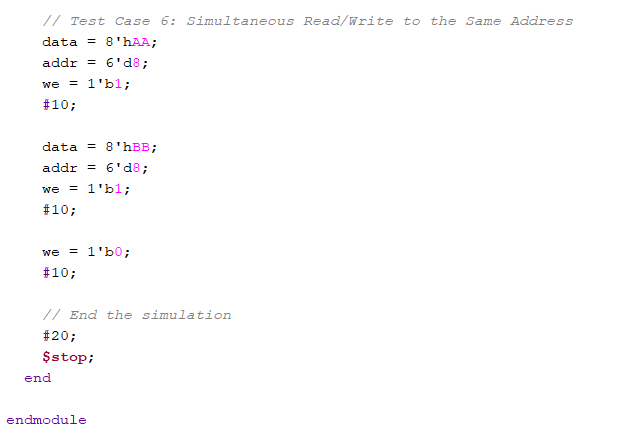 // Test Case 6: Simultaneous Read/Write to the Same Address
data = 8'hAA;
addr = 6'd8;
we = 1'b1;
#10;
data = 8'hBB;
addr = 6'd8;
we = 1'b1;
#10;
we = 1'b0;
#10;
// End the simulation
#20;
$stop;
end
endmodule